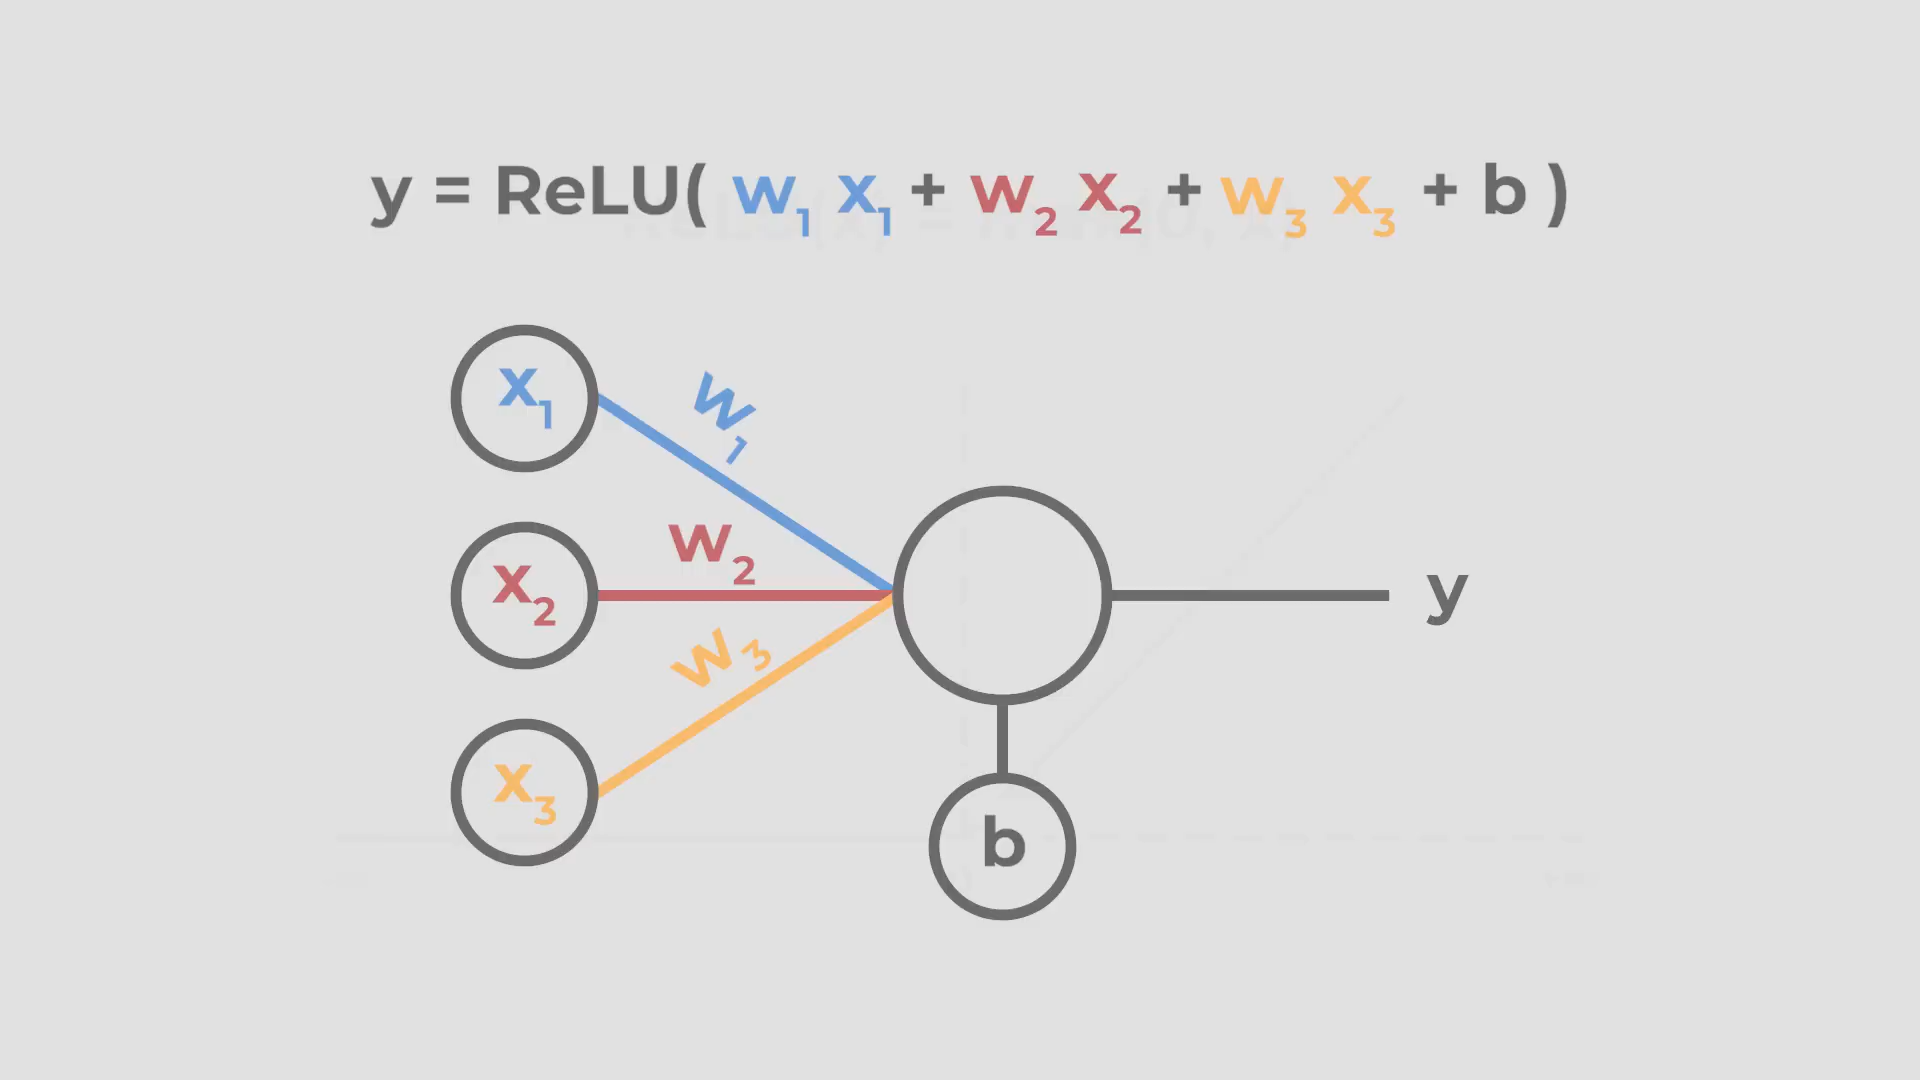 y = ReLU( w₁ x₁ + w₂ x₂ + w₃ x₃ + b )
x₁
w₁
w₂
x₂
y
w₃
x₃
b